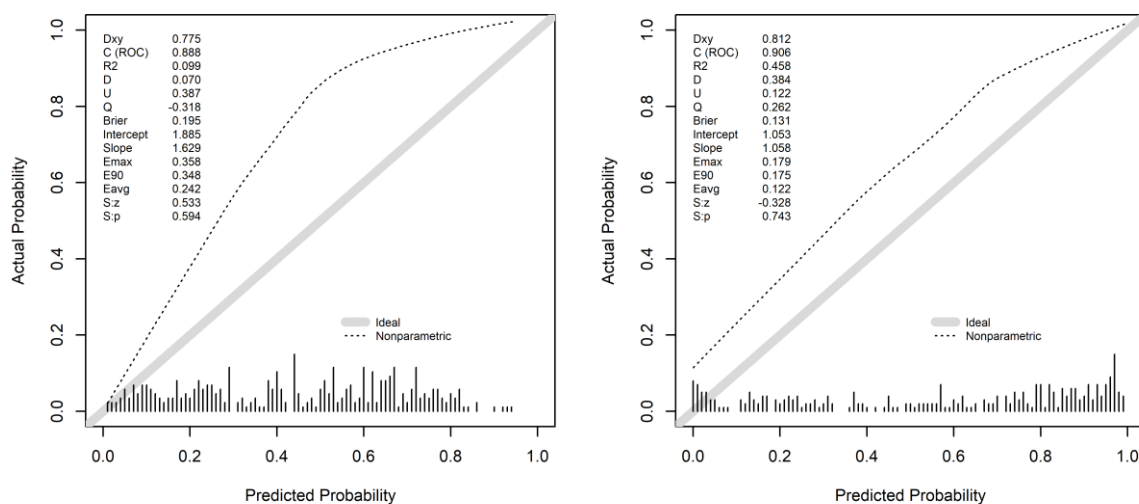 Dxy 0.775
C (ROC) 0.888
R2 0.099
D 0.070
U 0.387
Q -0.318
Brier 0.195
Intercept 1.885
Slope 1.629
Emax 0.358
E90 0.348
Eavg 0.242
S:z 0.533
S:p 0.594
Ideal
Nonparametric
Actual Probability
1.0
0.8
0.6
0.4
0.2
0.0
0.0 0.2 0.4 0.6 0.8 1.0
Predicted Probability
Dxy 0.812
C (ROC) 0.906
R2 0.458
D 0.384
U 0.122
Q 0.262
Brier 0.131
Intercept 1.053
Slope 1.058
Emax 0.179
E90 0.175
Eavg 0.122
S:z -0.328
S:p 0.743
Ideal
Nonparametric
Actual Probability
1.0
0.8
0.6
0.4
0.2
0.0
0.0 0.2 0.4 0.6 0.8 1.0
Predicted Probability